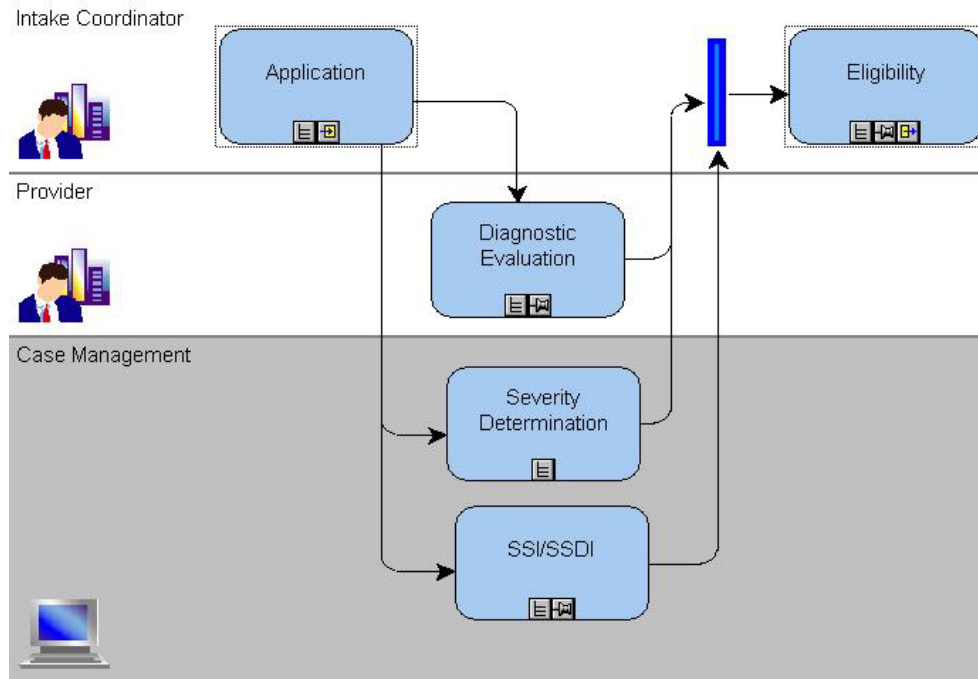 Intake Coordinator
Application
Eligibility
Provider
Diagnostic
Evaluation
Case Management
Severity
Determination
SSI/SSDI